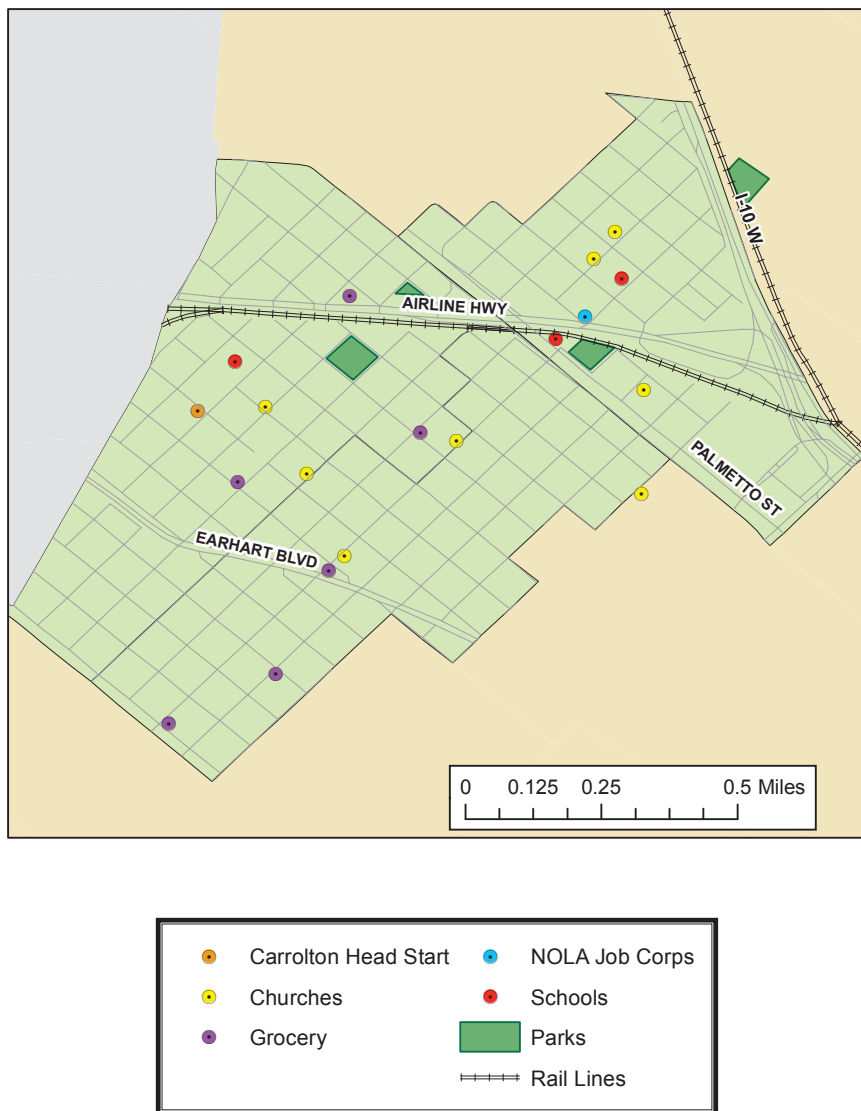 I-10 W
AIRLINE HWY
PALMETTO ST
EARHART BLVD
0 0.125 0.25 0.5 Miles
Carrolton Head Start
NOLA Job Corps
Churches
Schools
Grocery
Parks
Rail Lines